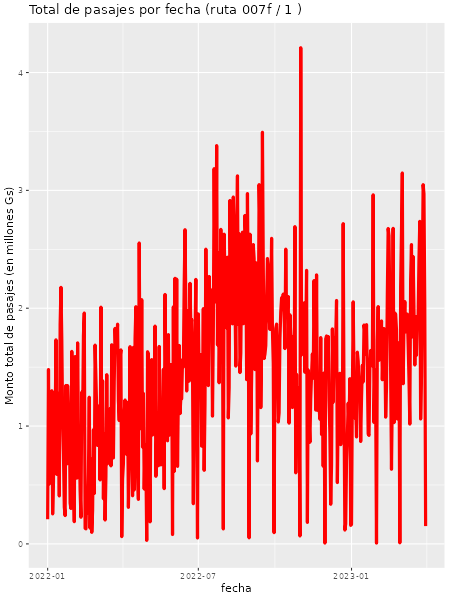 Total de pasajes por fecha (ruta 007f / 1 )
Monto total de pasajes (en millones Gs)
4
3
2
1
0
2022-01
2022-07
2023-01
fecha